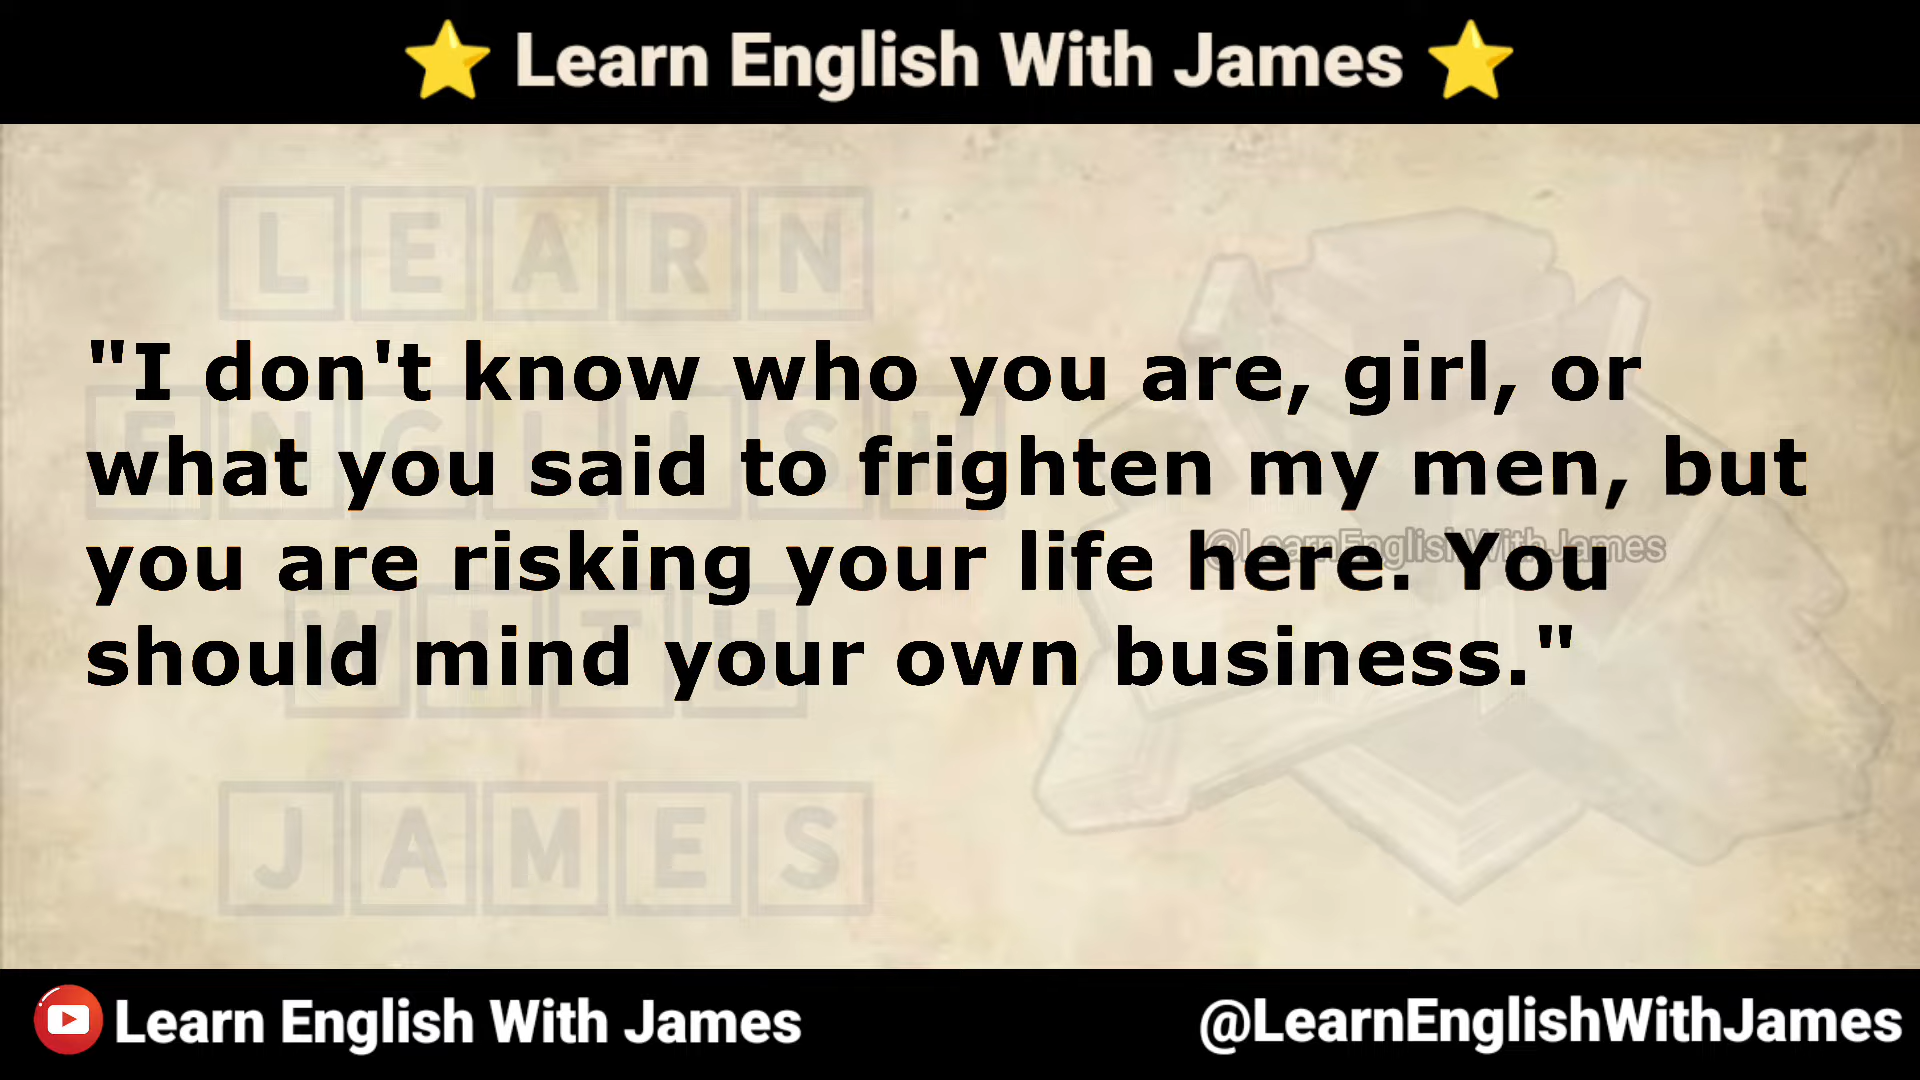 ⭐ Learn English With James ⭐
LEARN
"I don't know who you are, girl, or
ENGLISH
what you said to frighten my men, but
@LearnEnglishWithJames
you are risking your life here. You
WITH
should mind your own business."
JAMES
Learn English With James
@LearnEnglishWithJames